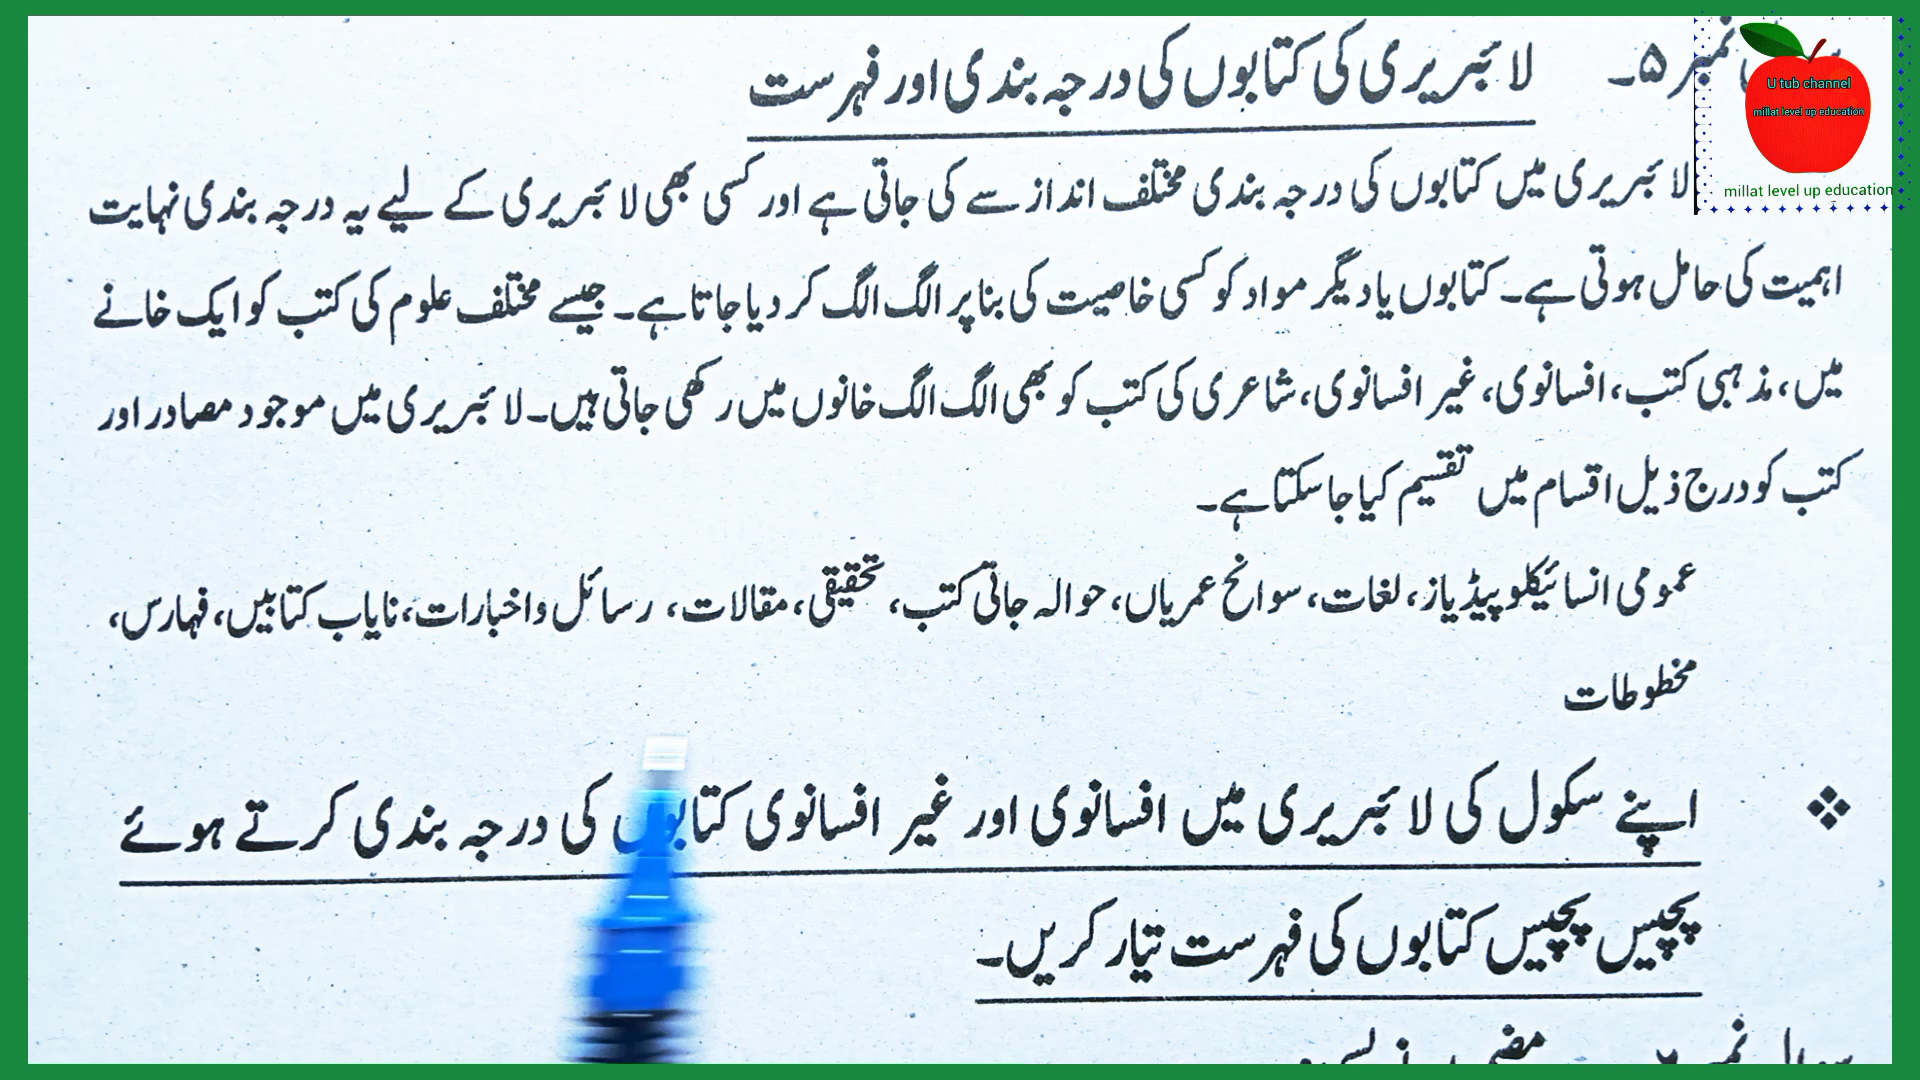 نمبر ۵۔ لائبریری کی کتابوں کی درجہ بندی اور فہرست
U tub channel
millat level up education
millat level up education
لائبریری میں کتابوں کی درجہ بندی مختلف انداز سے کی جاتی ہے اور کسی بھی لائبریری کے لیے یہ درجہ بندی نہایت
اہمیت کی حامل ہوتی ہے۔ کتابوں یا دیگر مواد کو کسی خاصیت کی بنا پر الگ الگ کر دیا جاتا ہے۔ جیسے مختلف علوم کی کتب کو ایک خانے
میں، مذہبی کتب، افسانوی، غیر افسانوی، شاعری کی کتب کو بھی الگ الگ خانوں میں رکھی جاتی ہیں۔ لائبریری میں موجود مصادر اور
کتب کو درج ذیل اقسام میں تقسیم کیا جا سکتا ہے۔
عمومی انسائیکلوپیڈیاز، لغات، سوانح عمریاں، حوالہ جاتی کتب، تحقیقی، مقالات، رسائل و اخبارات، نایاب کتابیں، فہارس،
مخطوطات
❖ اپنے سکول کی لائبریری میں افسانوی اور غیر افسانوی کتابوں کی درجہ بندی کرتے ہوئے
پچیس پچیس کتابوں کی فہرست تیار کریں۔